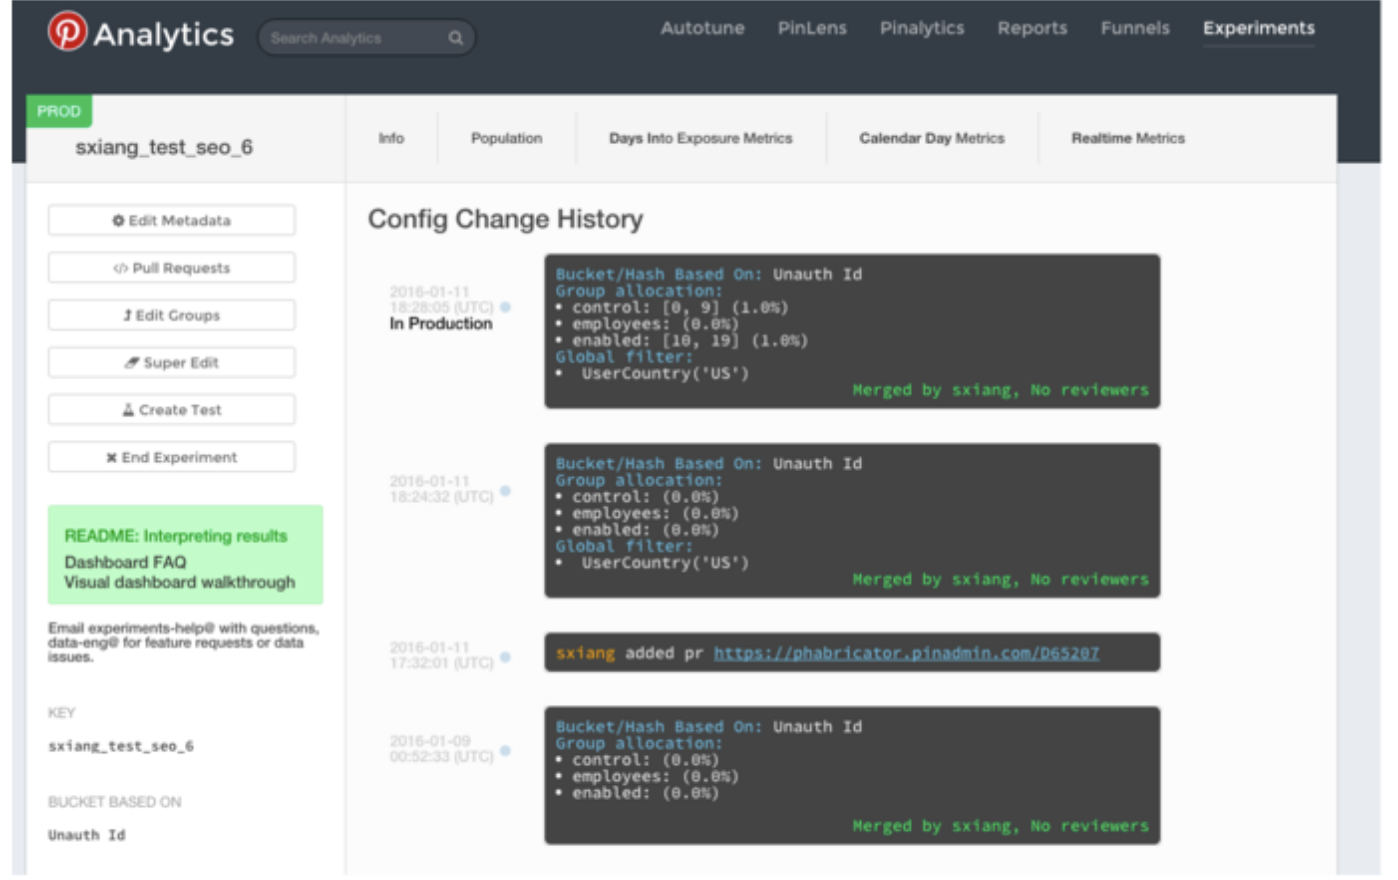 Analytics
Search Analytics
Autotune PinLens Pinalytics Reports Funnels Experiments
PROD
sxiang_test_seo_6
Info Population Days Into Exposure Metrics Calendar Day Metrics Realtime Metrics
Edit Metadata
Pull Requests
Edit Groups
Super Edit
Create Test
End Experiment
README: Interpreting results
Dashboard FAQ
Visual dashboard walkthrough
Email experiments-help@ with questions,
data-eng@ for feature requests or data
issues.
KEY
sxiang_test_seo_6
BUCKET BASED ON
Unauth Id
Config Change History
2016-01-11
18:28:05 (UTC)
In Production
Bucket/Hash Based On: Unauth Id
Group allocation:
• control: [0, 9] (1.0%)
• employees: (0.0%)
• enabled: [10, 19] (1.0%)
Global filter:
• UserCountry('US')
Merged by sxiang, No reviewers
2016-01-11
18:24:32 (UTC)
Bucket/Hash Based On: Unauth Id
Group allocation:
• control: (0.0%)
• employees: (0.0%)
• enabled: (0.0%)
Global filter:
• UserCountry('US')
Merged by sxiang, No reviewers
2016-01-11
17:32:01 (UTC)
sxiang added pr https://phabricator.pinadmin.com/D65207
2016-01-09
00:52:33 (UTC)
Bucket/Hash Based On: Unauth Id
Group allocation:
• control: (0.0%)
• employees: (0.0%)
• enabled: (0.0%)
Merged by sxiang, No reviewers